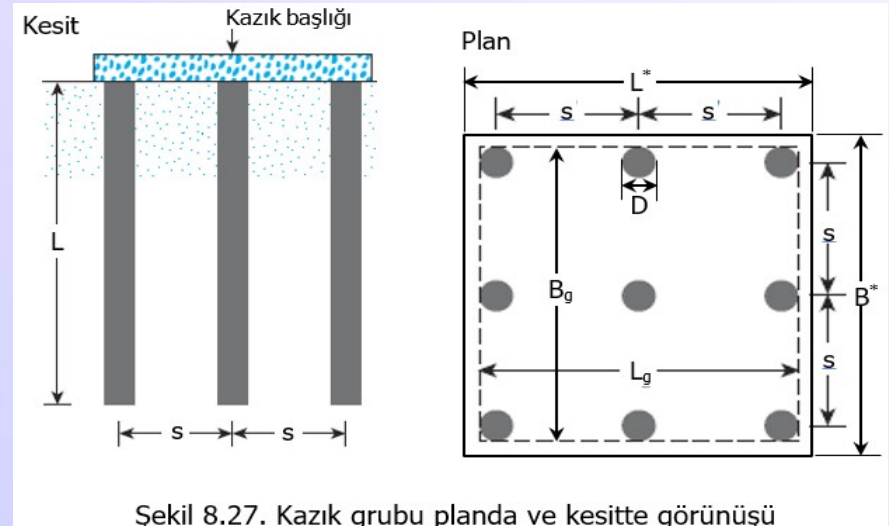 Kesit
Kazık başlığı
L
s
s
Plan
L*
s'
s'
D
s
B_g
B*
L_g
s
Şekil 8.27. Kazık grubu planda ve kesitte görünüşü